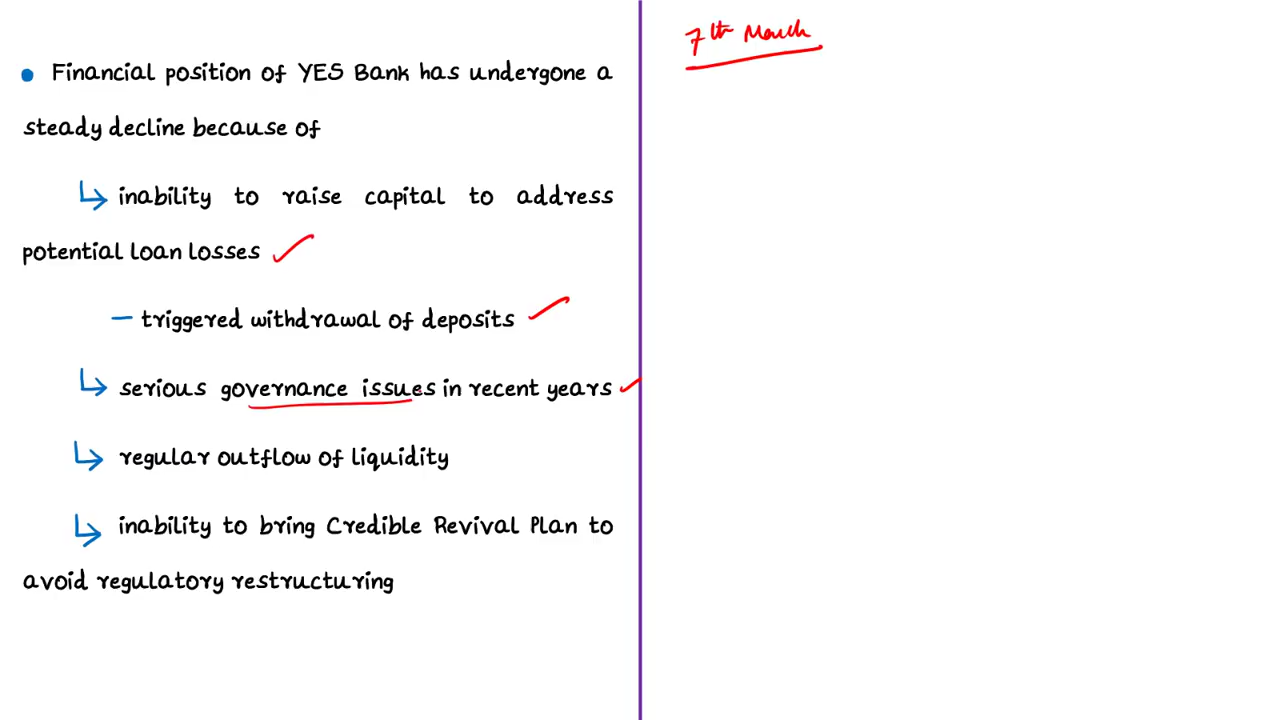 Financial position of YES Bank has undergone a
steady decline because of
inability to raise capital to address
potential loan losses
– triggered withdrawal of deposits
serious governance issues in recent years
regular outflow of liquidity
inability to bring Credible Revival Plan to
avoid regulatory restructuring
7th March